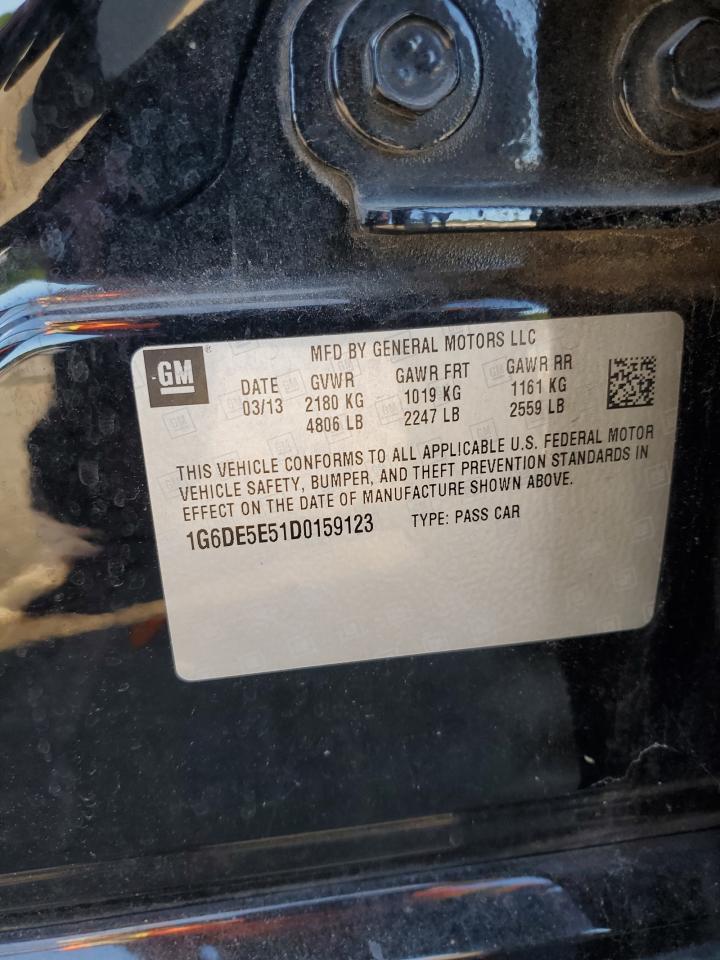 GM
MFD BY GENERAL MOTORS LLC
DATE GVWR GAWR FRT GAWR RR
03/13 2180 KG 1019 KG 1161 KG
4806 LB 2247 LB 2559 LB
THIS VEHICLE CONFORMS TO ALL APPLICABLE U.S. FEDERAL MOTOR
VEHICLE SAFETY, BUMPER, AND THEFT PREVENTION STANDARDS IN
EFFECT ON THE DATE OF MANUFACTURE SHOWN ABOVE.
1G6DE5E51D0159123 TYPE: PASS CAR